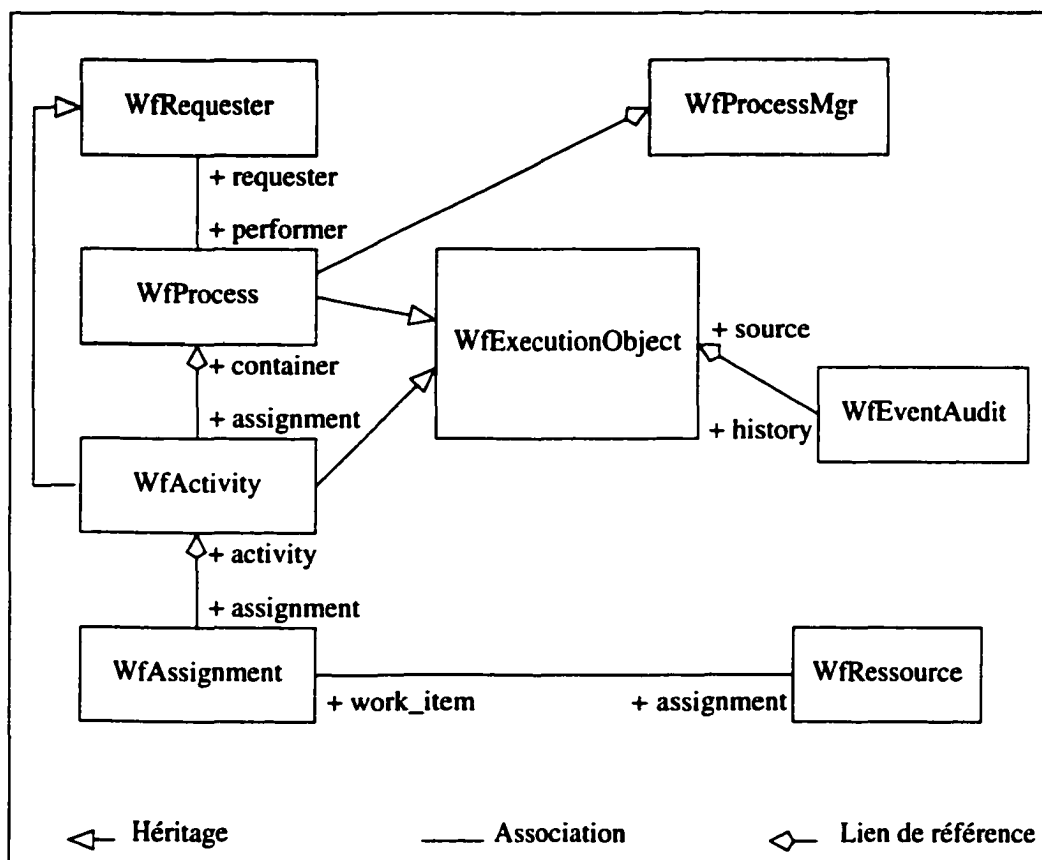 WfRequester
WfProcessMgr
+ requester
+ performer
WfProcess
WfExecutionObject
+ source
+ container
WfEventAudit
+ assignment
+ history
WfActivity
+ activity
+ assignment
WfAssignment
WfRessource
+ work_item
+ assignment
Héritage
Association
Lien de référence